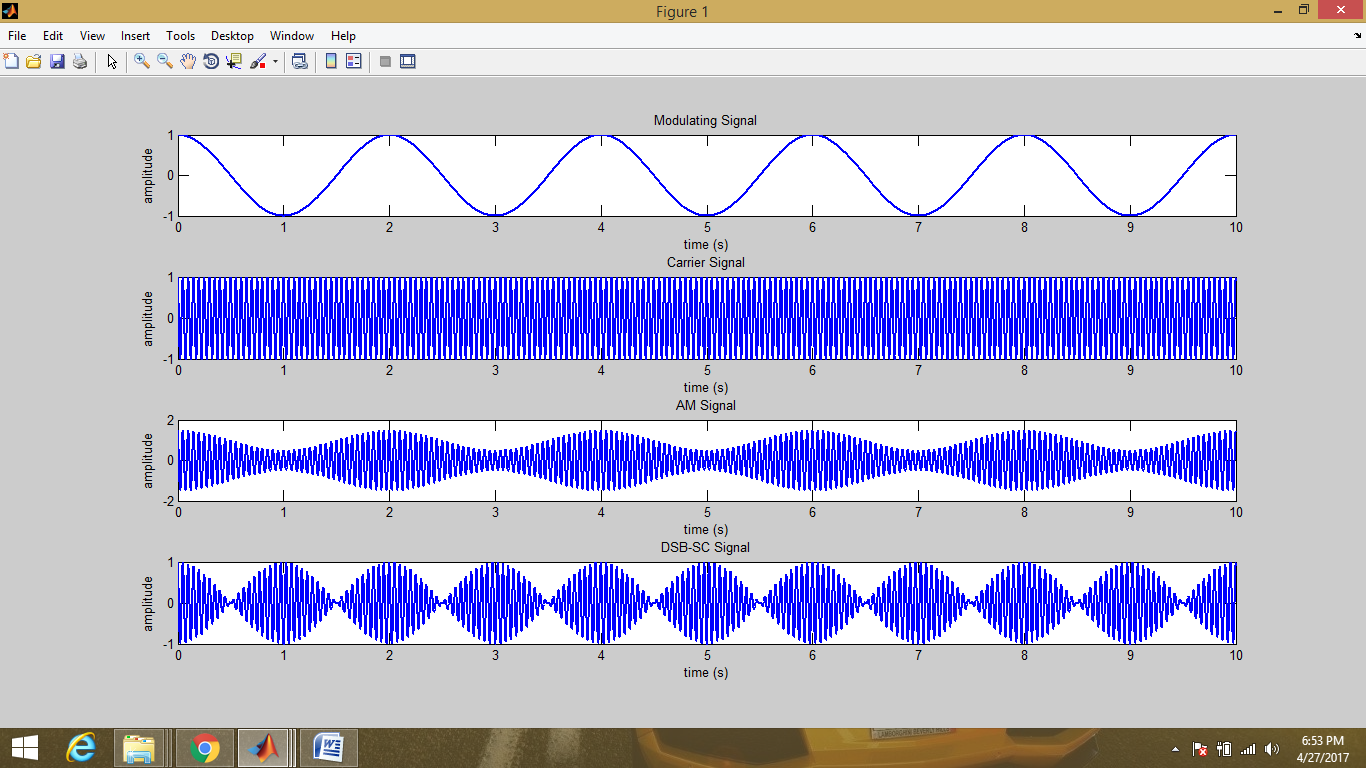 Figure 1
File Edit View Insert Tools Desktop Window Help
Modulating Signal
1
0
-1
amplitude
0 1 2 3 4 5 6 7 8 9 10
time (s)
Carrier Signal
1
0
-1
amplitude
0 1 2 3 4 5 6 7 8 9 10
time (s)
AM Signal
2
0
-2
amplitude
0 1 2 3 4 5 6 7 8 9 10
time (s)
DSB-SC Signal
1
0
-1
amplitude
0 1 2 3 4 5 6 7 8 9 10
time (s)
6:53 PM
4/27/2017